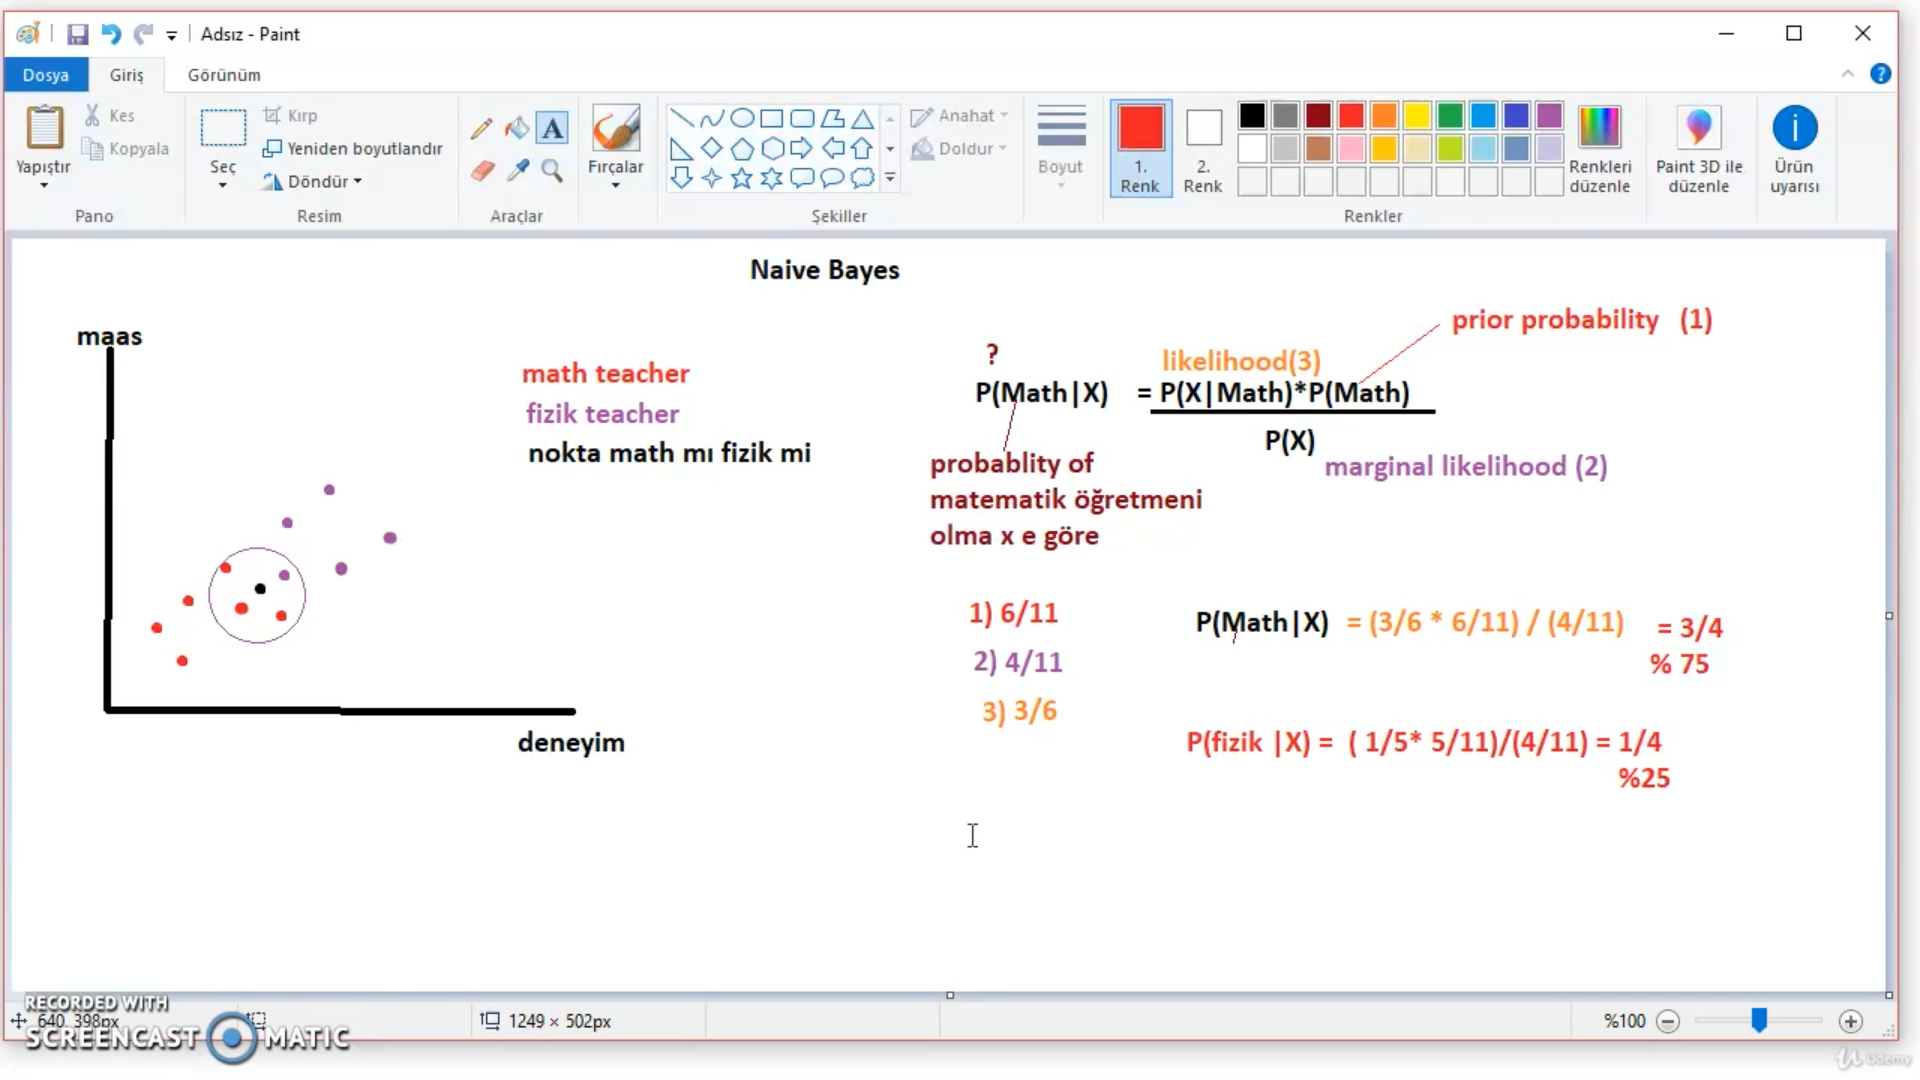 Adsız - Paint
Dosya
Giriş
Görünüm
Yapıştır
Kes
Kopyala
Pano
Seç
Kırp
Yeniden boyutlandır
Döndür
Resim
A
Araçlar
Fırçalar
Şekiller
Anahat
Doldur
Boyut
1.
Renk
2.
Renk
Renkleri
düzenle
Renkler
Paint 3D ile
düzenle
Ürün
uyarısı
Naive Bayes
maas
math teacher
fizik teacher
nokta math mı fizik mi
deneyim
?
P(Math|X)
likelihood(3)
= P(X|Math)*P(Math)
P(X)
prior probability (1)
marginal likelihood (2)
probablity of
matematik öğretmeni
olma x e göre
1) 6/11
2) 4/11
3) 3/6
P(Math|X) = (3/6 * 6/11) / (4/11) = 3/4
% 75
P(fizik |X) = ( 1/5* 5/11)/(4/11) = 1/4
%25
RECORDED WITH
SCREENCAST MATIC
640, 398px
1249 × 502px
%100
Udemy